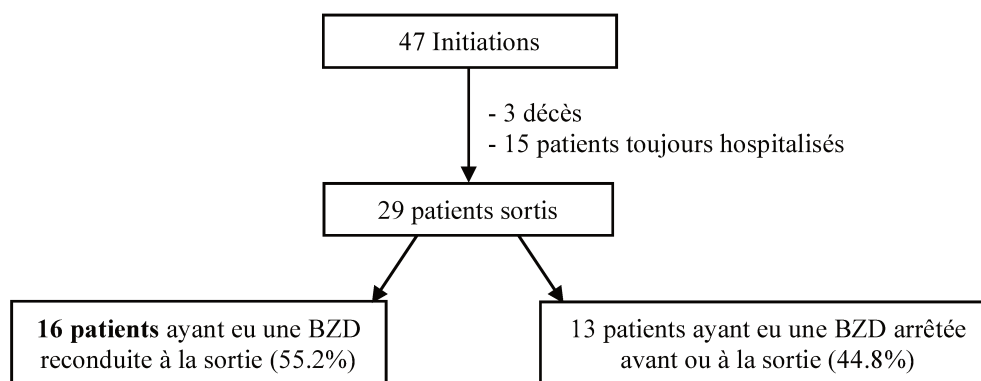 47 Initiations
- 3 décès
- 15 patients toujours hospitalisés
29 patients sortis
16 patients ayant eu une BZD
reconduite à la sortie (55.2%)
13 patients ayant eu une BZD arrêtée
avant ou à la sortie (44.8%)